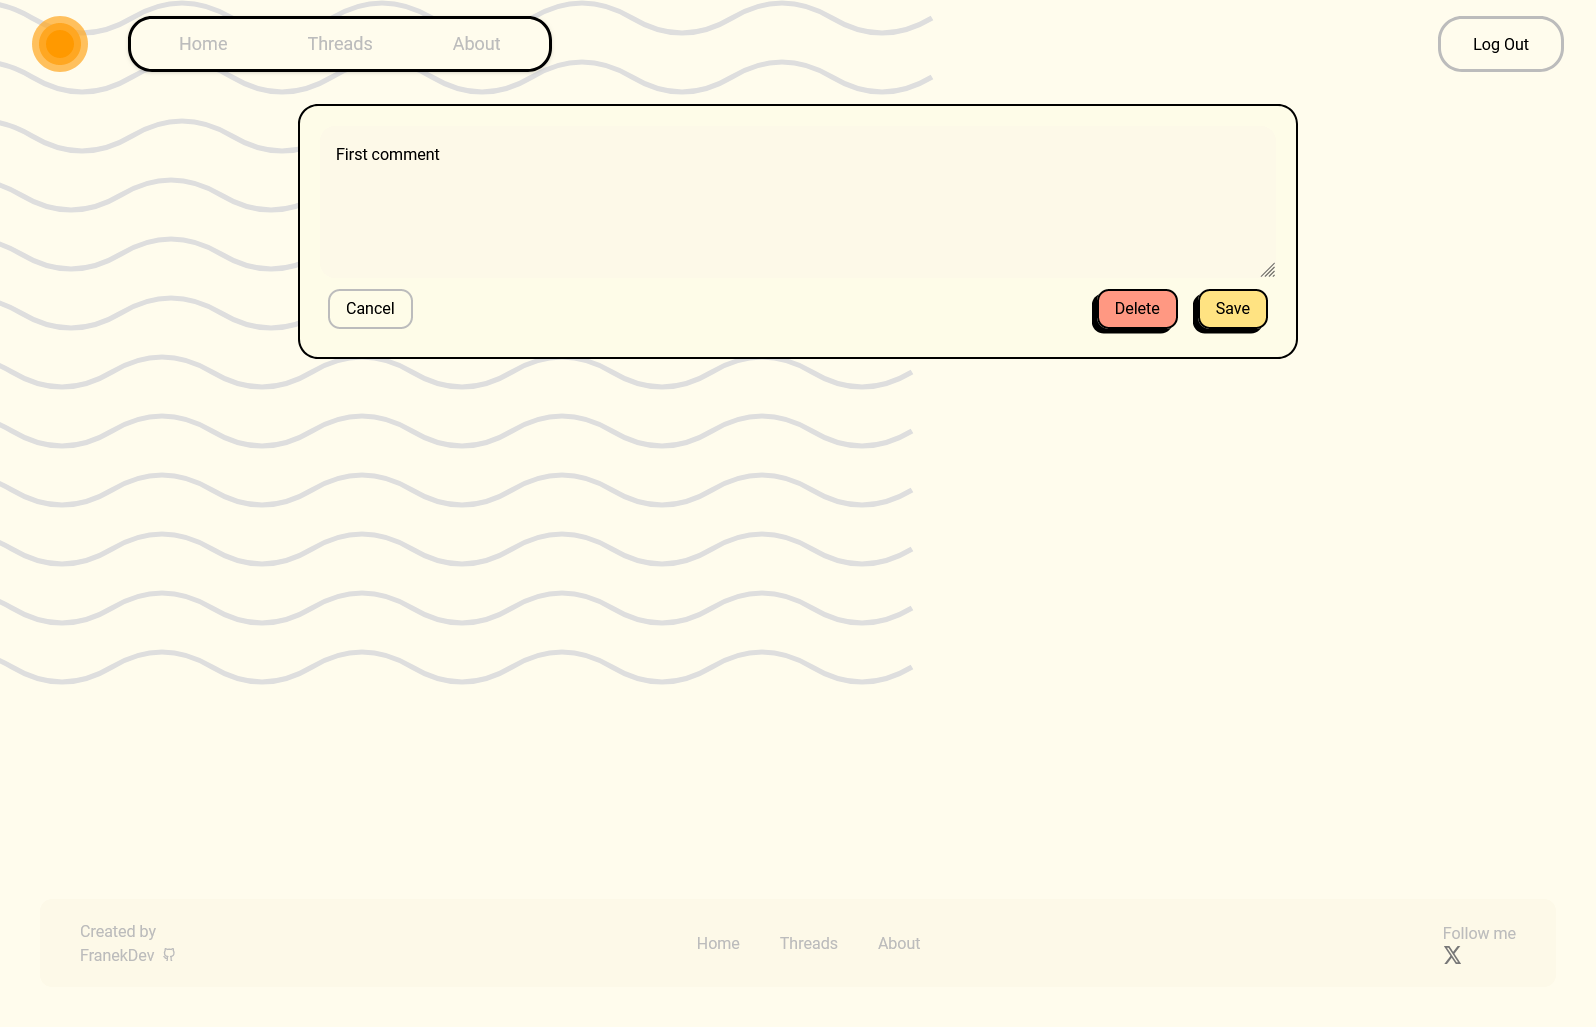 Home Threads About
Log Out
First comment
Cancel
Delete
Save
Created by
FranekDev
Home Threads About
Follow me
𝕏